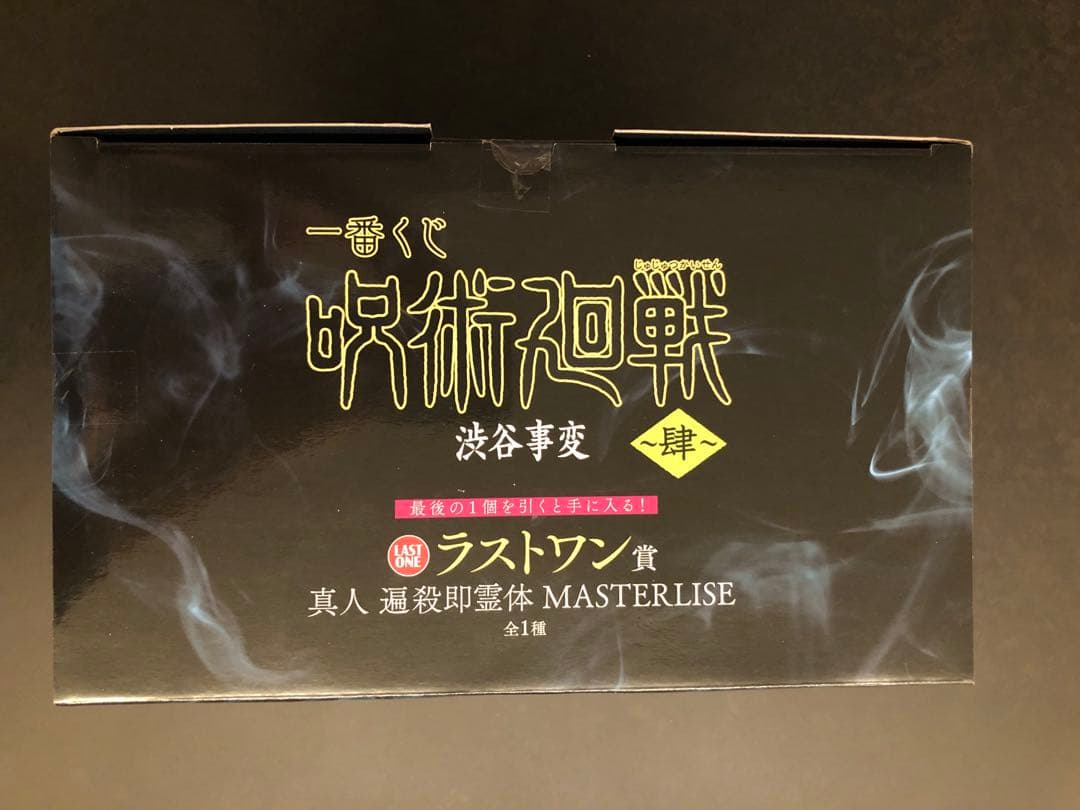 一番くじ
じゅじゅつかいせん
呪術廻戦
渋谷事変
~肆~
最後の1個を引くと手に入る!
LAST ONE ラストワン賞
真人 遍殺即霊体 MASTERLISE
全1種